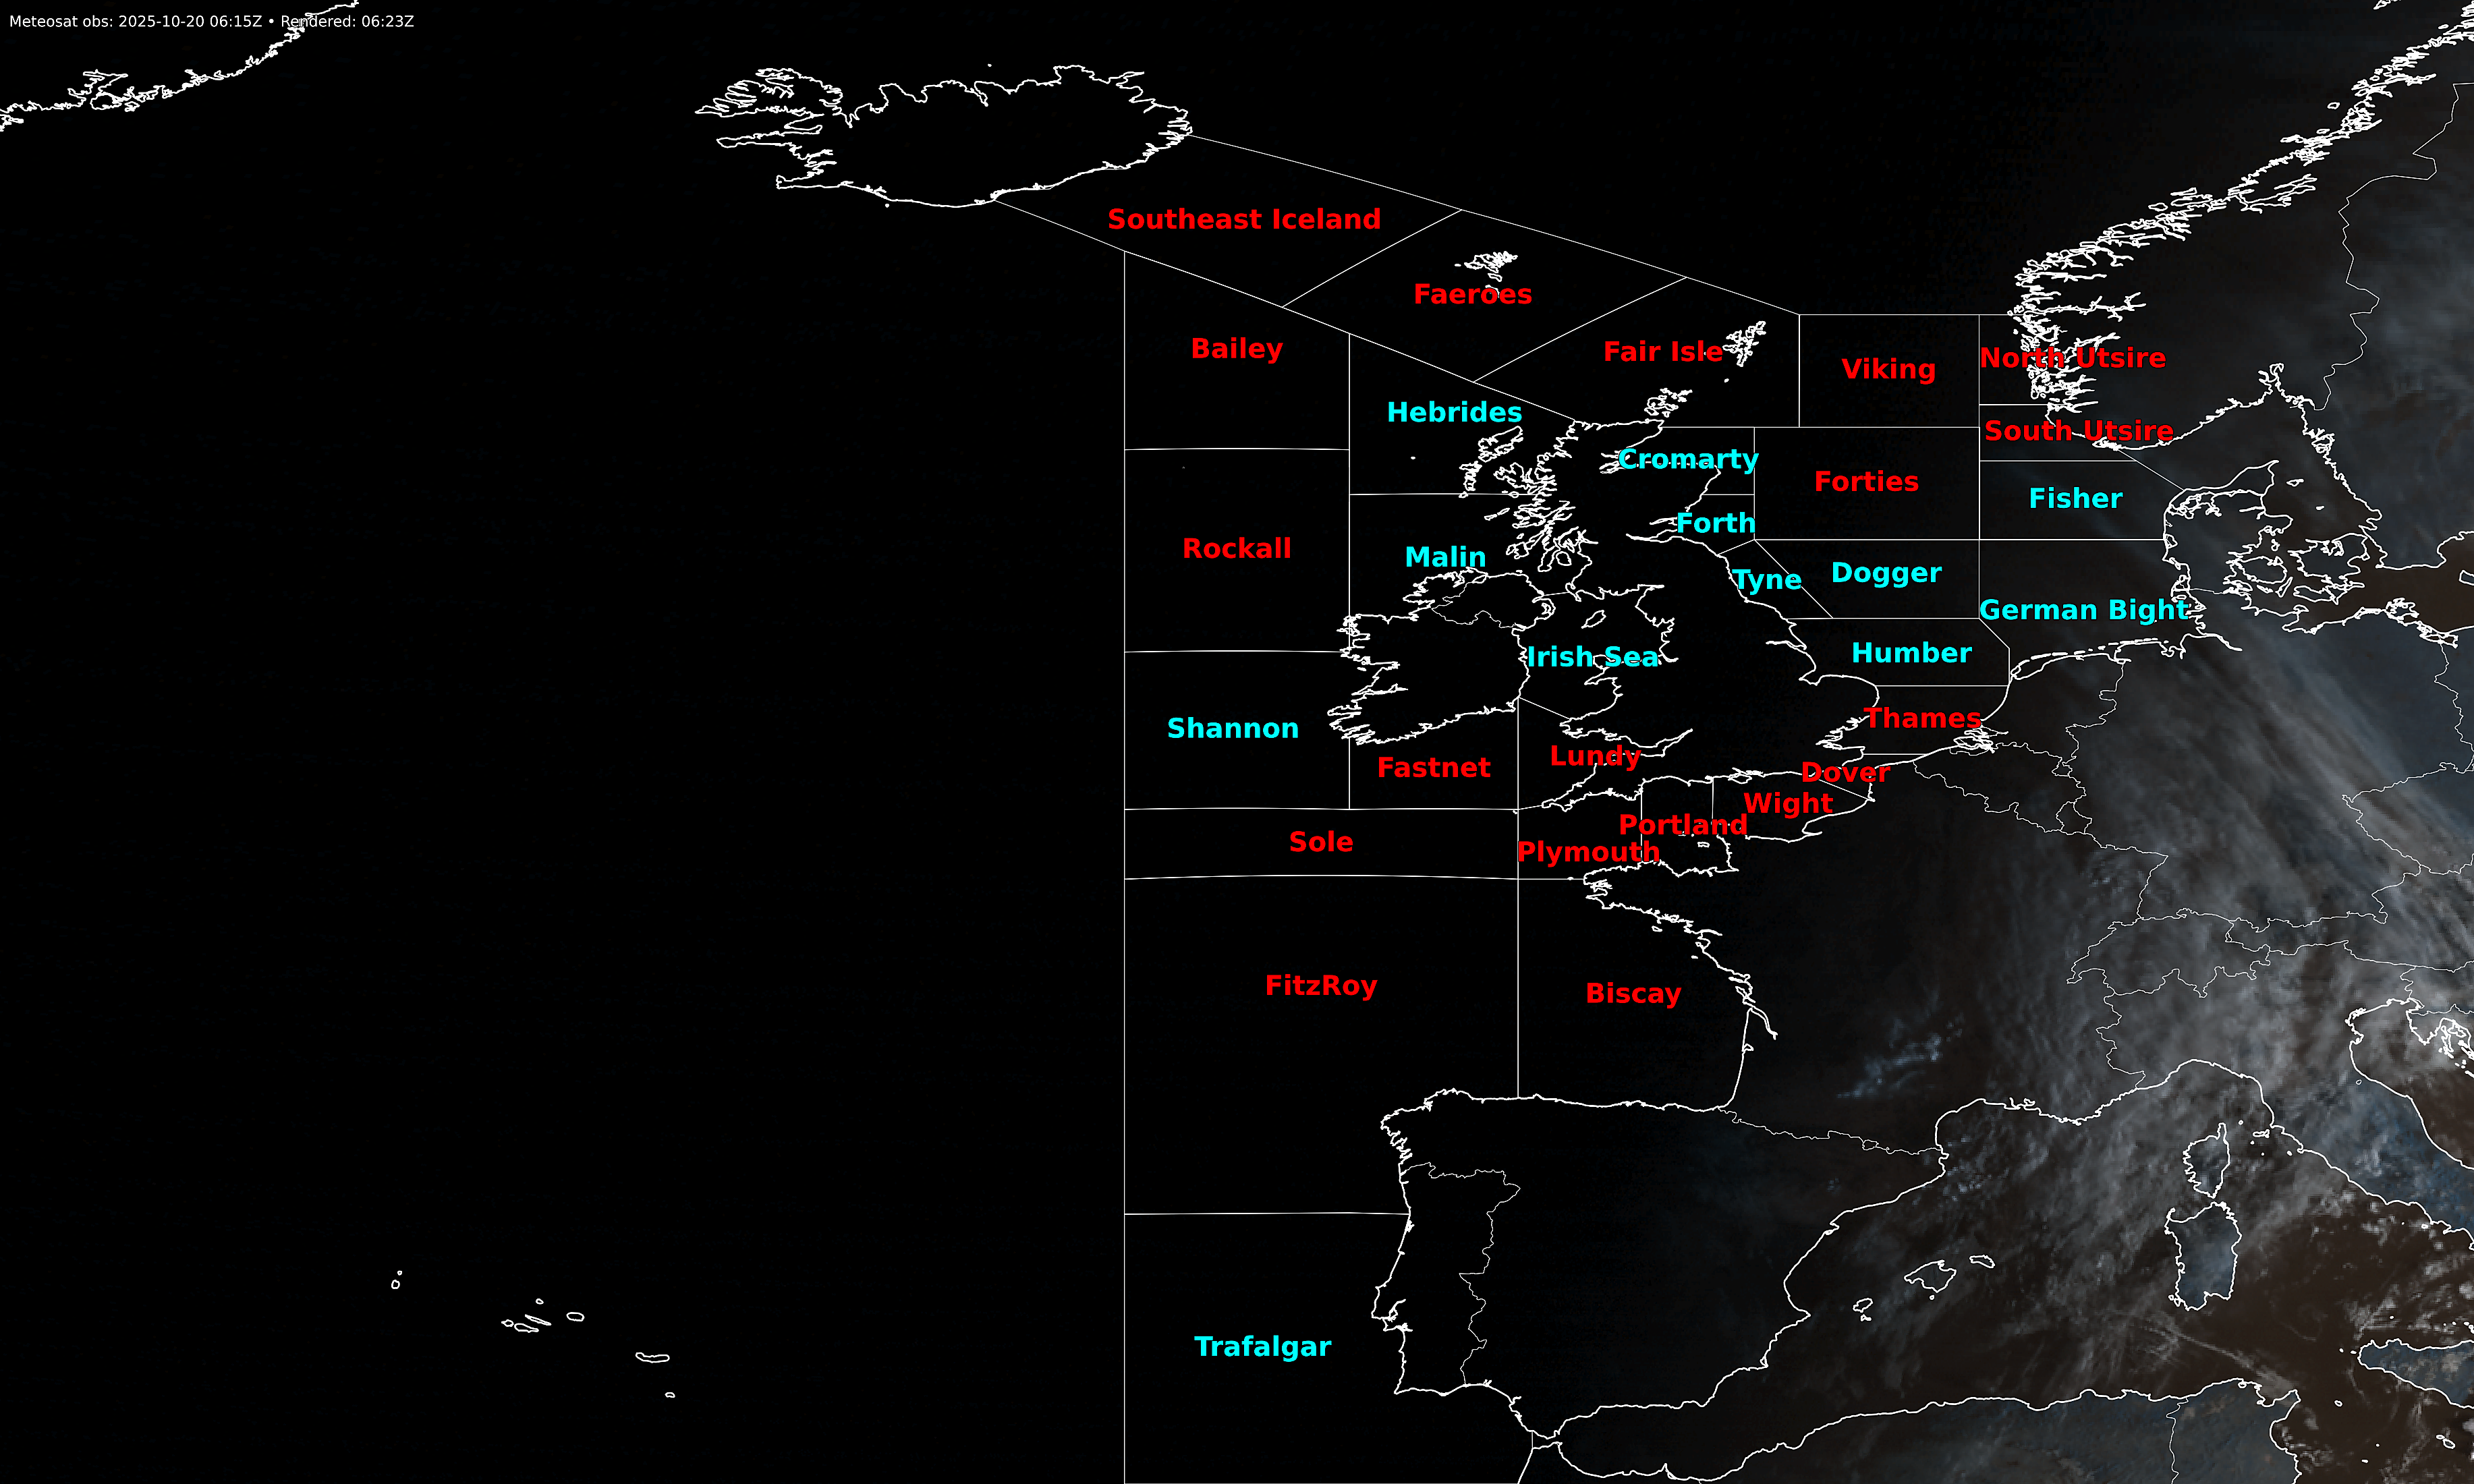 Meteosat obs: 2025-10-20 06:15Z • Rendered: 06:23Z
Southeast Iceland
Faeroes
Bailey
Fair Isle
Viking
North Utsire
Hebrides
South Utsire
Cromarty
Forties
Fisher
Forth
Rockall
Malin
Tyne
Dogger
German Bight
Irish Sea
Humber
Shannon
Thames
Fastnet
Lundy
Dover
Wight
Portland
Sole
Plymouth
FitzRoy
Biscay
Trafalgar